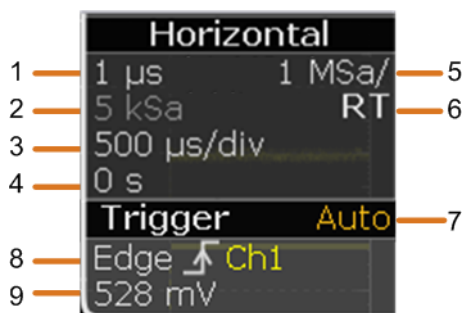 Horizontal
1 1 µs 1 MSa/ 5
2 5 kSa RT 6
3 500 µs/div
4 0 s
Trigger Auto 7
8 Edge Ch1
9 528 mV